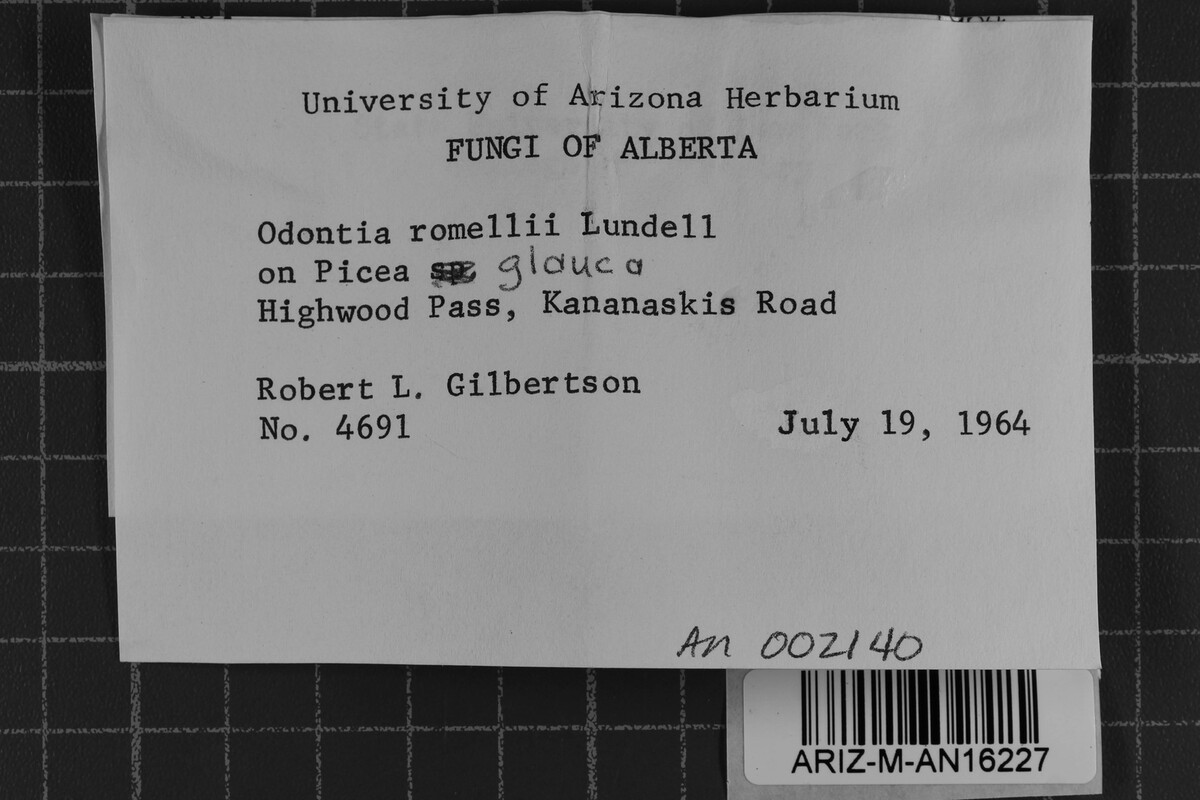 University of Arizona Herbarium
FUNGI OF ALBERTA
Odontia romellii Lundell
on Picea glauca
Highwood Pass, Kananaskis Road
Robert L. Gilbertson
No. 4691 July 19, 1964
An 002140
ARIZ-M-AN16227